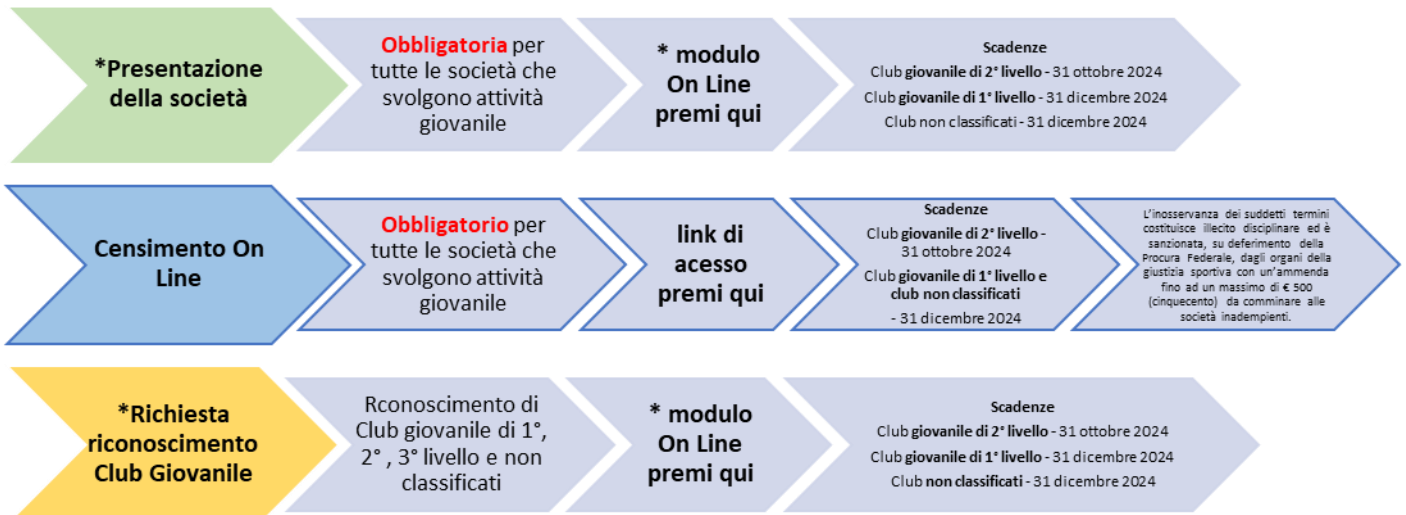 *Presentazione
della società
Obbligatoria per
tutte le società che
svolgono attività
giovanile
* modulo
On Line
premi qui
Scadenze
Club giovanile di 2° livello - 31 ottobre 2024
Club giovanile di 1° livello - 31 dicembre 2024
Club non classificati - 31 dicembre 2024
Censimento On
Line
Obbligatorio per
tutte le società che
svolgono attività
giovanile
link di
acesso
premi qui
Scadenze
Club giovanile di 2° livello -
31 ottobre 2024
Club giovanile di 1° livello e
club non classificati
- 31 dicembre 2024
L'inosservanza dei suddetti termini
costituisce illecito disciplinare ed è
sanzionata, su deferimento della
Procura Federale, dagli organi della
giustizia sportiva con un'ammenda
fino ad un massimo di € 500
(cinquecento) da comminare alle
società inadempienti.
*Richiesta
riconoscimento
Club Giovanile
Rconoscimento di
Club giovanile di 1°,
2° , 3° livello e non
classificati
* modulo
On Line
premi qui
Scadenze
Club giovanile di 2° livello - 31 ottobre 2024
Club giovanile di 1° livello - 31 dicembre 2024
Club non classificati - 31 dicembre 2024